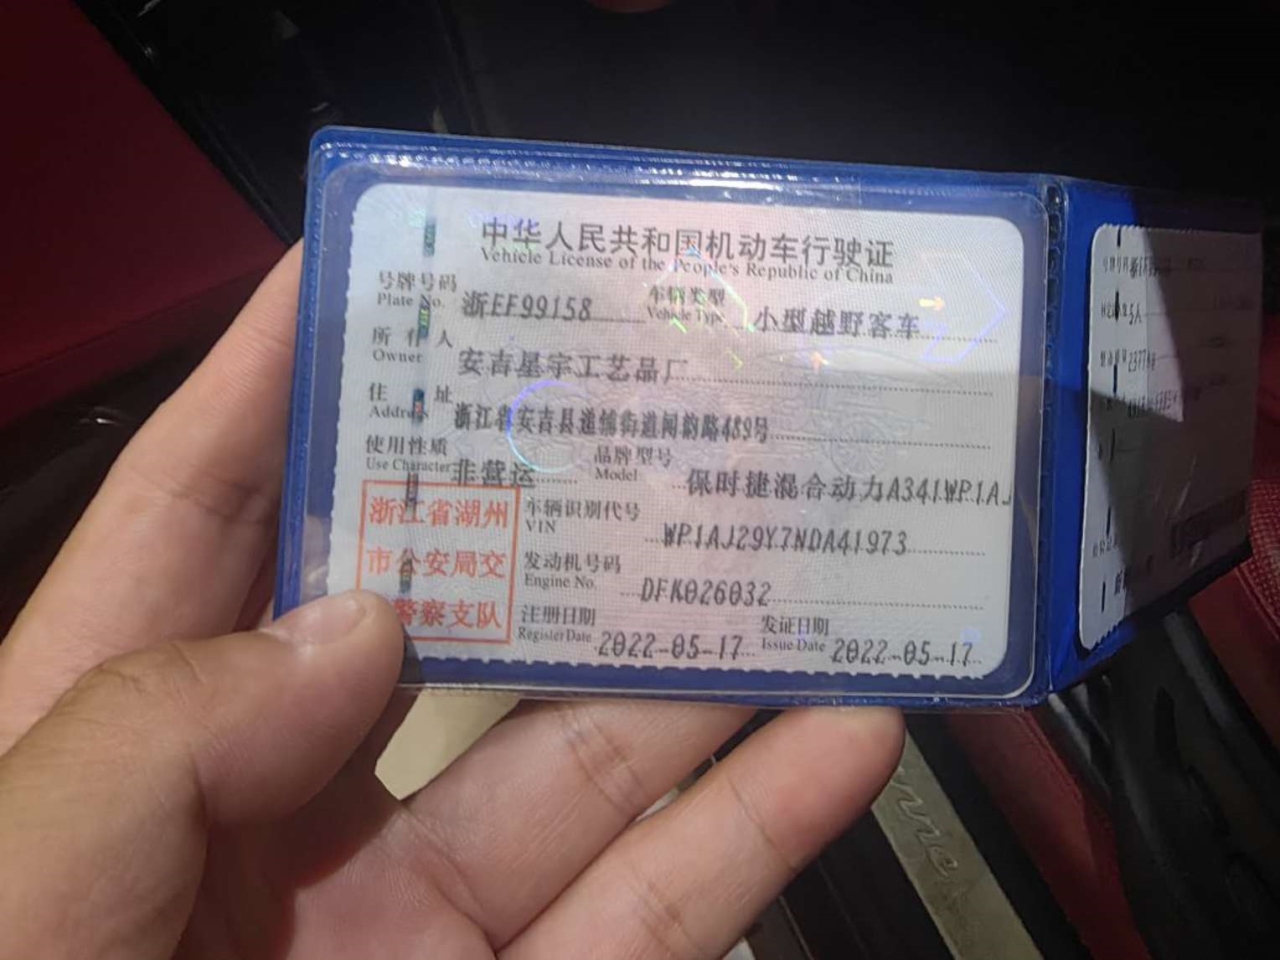 中华人民共和国机动车行驶证
Vehicle License of the People's Republic of China
号牌号码
Plate No.
浙EF99158
车辆类型
Vehicle Type
小型越野客车
所有人
Owner
安吉星宇工艺品厂
住址
Address
浙江省安吉县递铺街道阅韵路489号
使用性质
Use Character
非营运
品牌型号
Model
保时捷混合动力A341WP1AJ
浙江省湖州
市公安局交
警察支队
车辆识别代号
VIN
WP1AJ29Y7NDA41973
发动机号码
Engine No.
DFK026032
注册日期
Register Date
2022-05-17
发证日期
Issue Date
2022-05-17
5人
2377